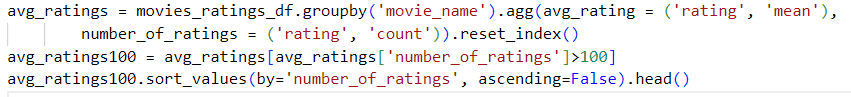 avg_ratings = movies_ratings_df.groupby('movie_name').agg(avg_rating = ('rating', 'mean'),
        number_of_ratings = ('rating', 'count')).reset_index()
avg_ratings100 = avg_ratings[avg_ratings['number_of_ratings']>100]
avg_ratings100.sort_values(by='number_of_ratings', ascending=False).head()